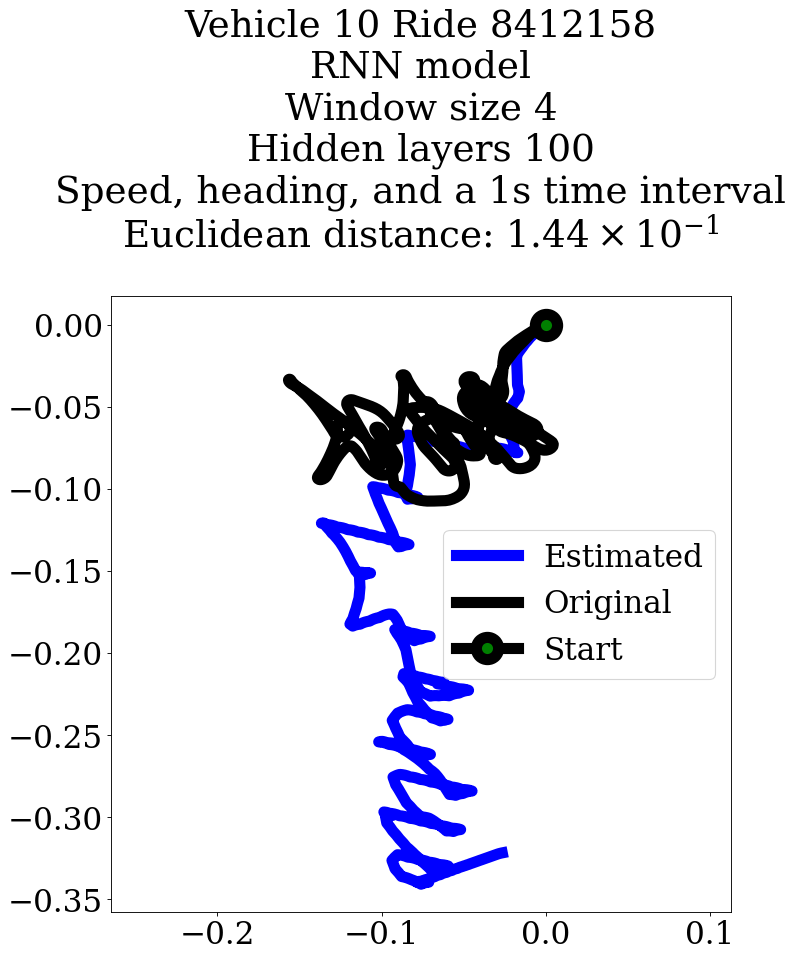 Vehicle 10 Ride 8412158
RNN model
Window size 4
Hidden layers 100
Speed, heading, and a 1s time interval
Euclidean distance: 1.44 × 10⁻¹
0.00
−0.05
−0.10
−0.15
−0.20
−0.25
−0.30
−0.35
Estimated
Original
Start
−0.2
−0.1
0.0
0.1